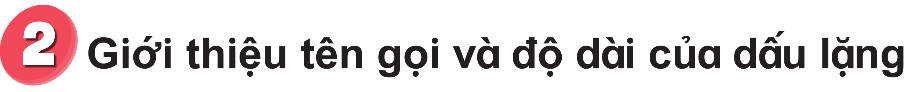 2 Giới thiệu tên gọi và độ dài của dấu lặng